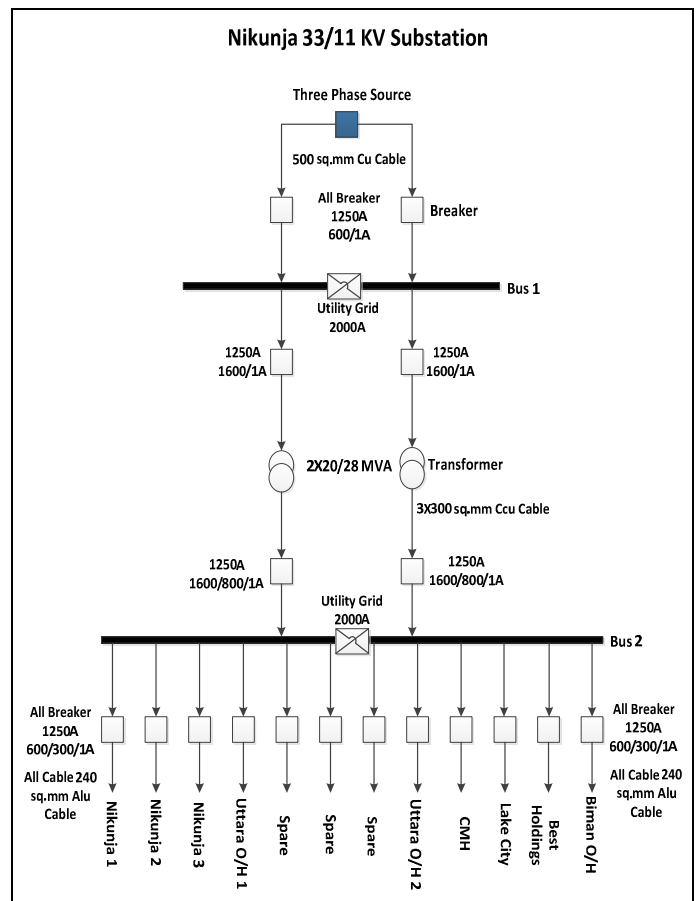 Nikunja 33/11 KV Substation
Three Phase Source
500 sq.mm Cu Cable
All Breaker
1250A
600/1A
Breaker
Bus 1
Utility Grid
2000A
1250A
1600/1A
1250A
1600/1A
2X20/28 MVA
Transformer
3X300 sq.mm Ccu Cable
1250A
1600/800/1A
1250A
1600/800/1A
Utility Grid
2000A
Bus 2
All Breaker
1250A
600/300/1A
All Breaker
1250A
600/300/1A
All Cable 240
sq.mm Alu
Cable
Nikunja 1
Nikunja 2
Nikunja 3
Uttara O/H 1
Spare
Spare
Spare
Uttara O/H 2
CMH
Lake City
Best
Holdings
Biman O/H
All Cable 240
sq.mm Alu
Cable